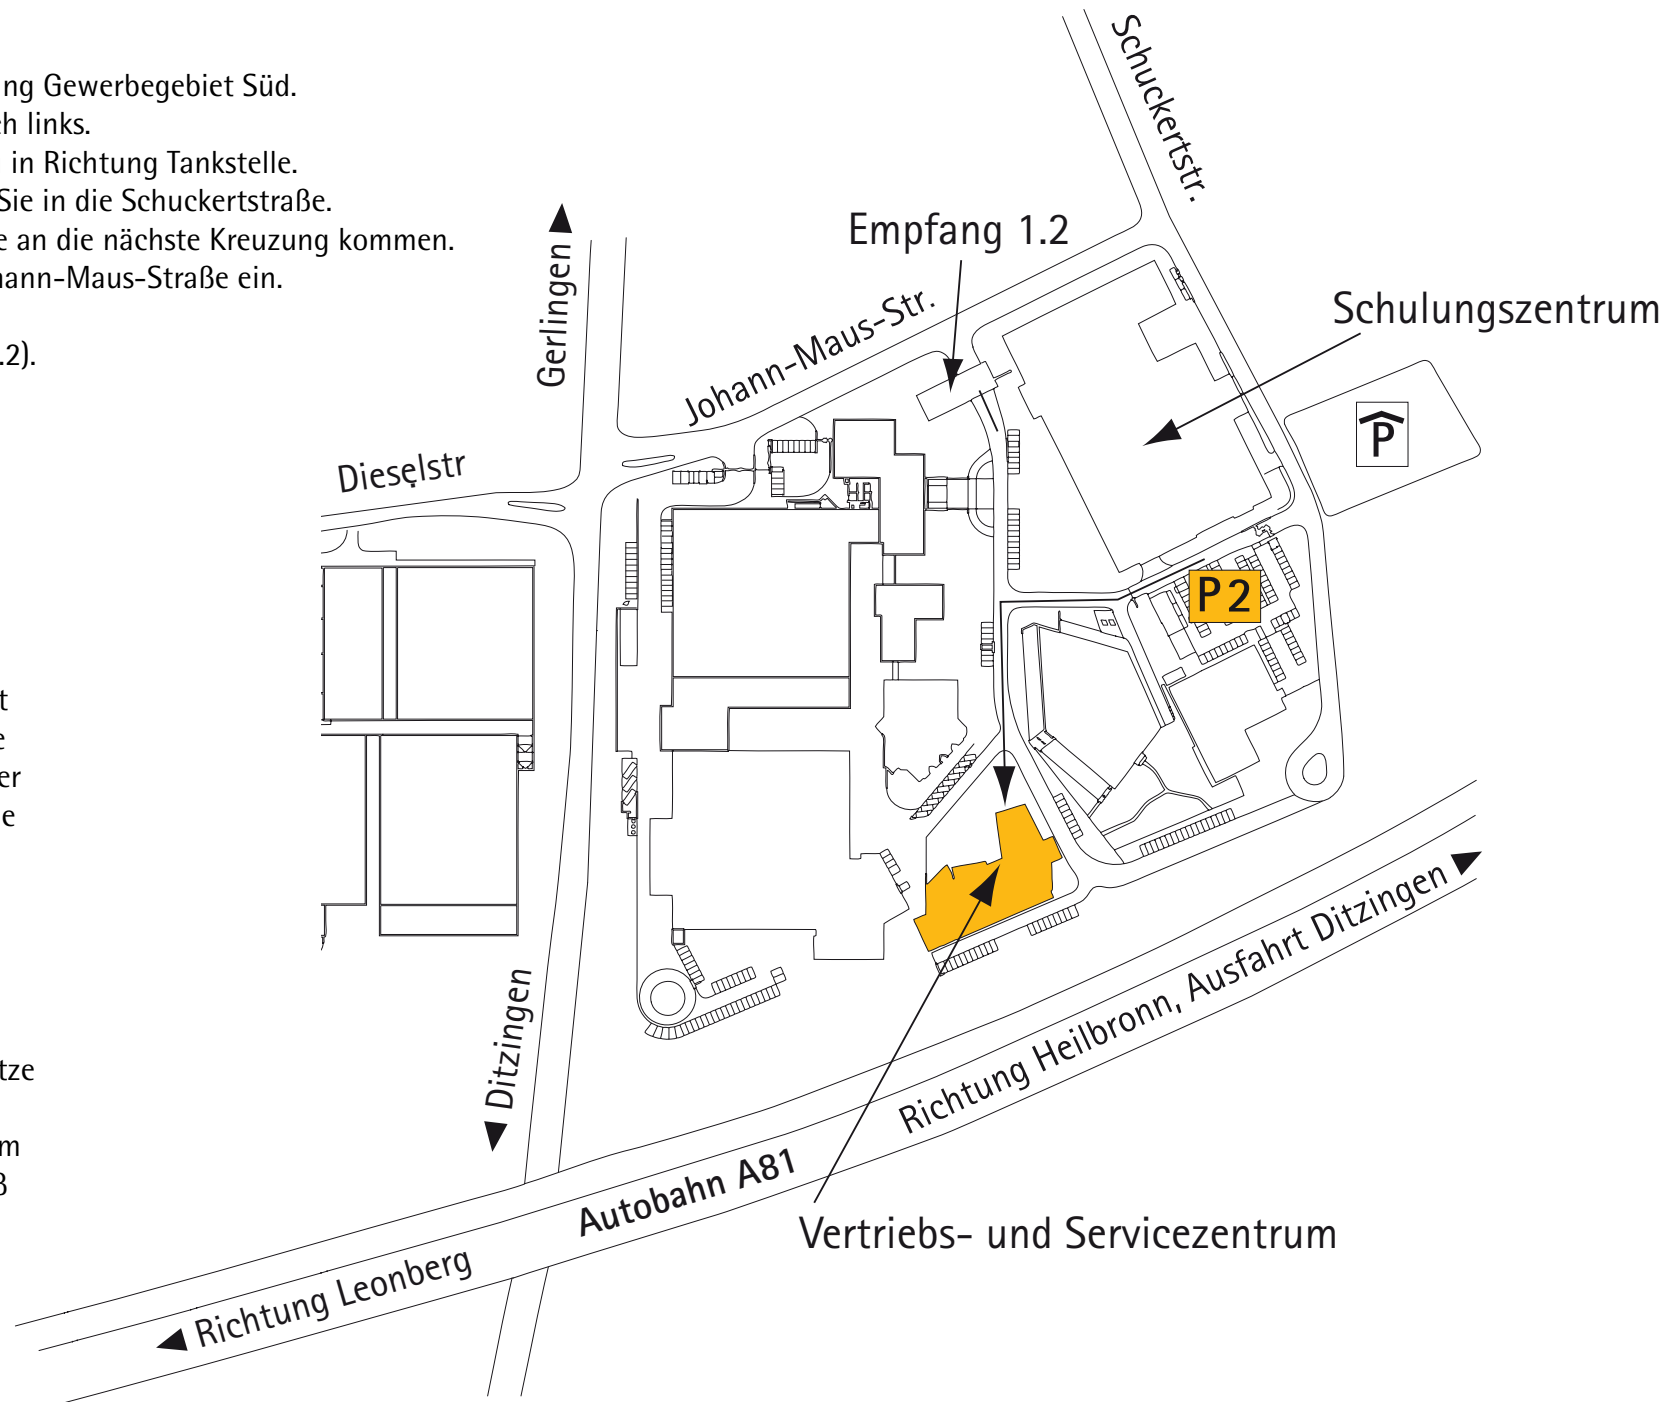 ng Gewerbegebiet Süd.
h links.
in Richtung Tankstelle.
Sie in die Schuckertstraße.
e an die nächste Kreuzung kommen.
ann-Maus-Straße ein.
.2).
t
e
er
e
tze
m
ß
Schuckertstr.
Empfang 1.2
Schulungszentrum
Gerlingen
Johann-Maus-Str.
P
Dieselstr
P2
Ditzingen
Richtung Heilbronn, Ausfahrt Ditzingen
Autobahn A81
Vertriebs- und Servicezentrum
Richtung Leonberg